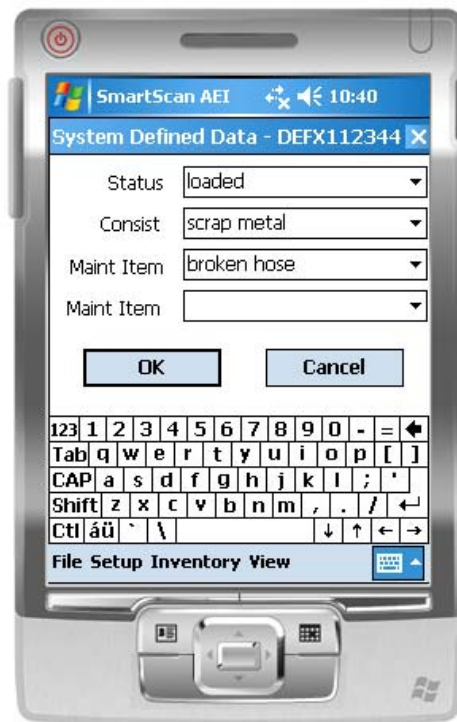 SmartScan AEI 10:40
System Defined Data - DEFX112344
Status loaded
Consist scrap metal
Maint Item broken hose
Maint Item
OK Cancel
123 1 2 3 4 5 6 7 8 9 0 - =
Tab q w e r t y u i o p [ ]
CAP a s d f g h j k l ; '
Shift z x c v b n m , . /
Ctl áü ` \
File Setup Inventory View